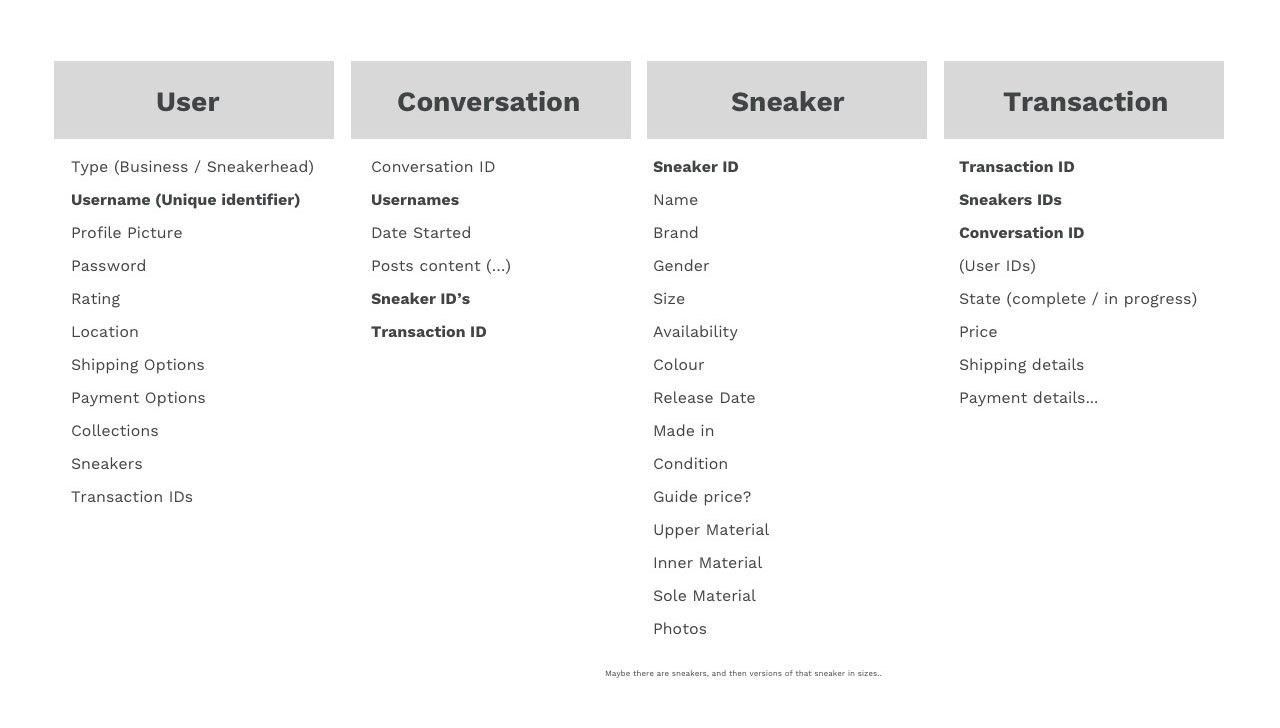 User
Type (Business / Sneakerhead)
Username (Unique identifier)
Profile Picture
Password
Rating
Location
Shipping Options
Payment Options
Collections
Sneakers
Transaction IDs
Conversation
Conversation ID
Usernames
Date Started
Posts content (...)
Sneaker ID’s
Transaction ID
Sneaker
Sneaker ID
Name
Brand
Gender
Size
Availability
Colour
Release Date
Made in
Condition
Guide price?
Upper Material
Inner Material
Sole Material
Photos
Transaction
Transaction ID
Sneakers IDs
Conversation ID
(User IDs)
State (complete / in progress)
Price
Shipping details
Payment details...
Maybe there are sneakers, and then versions of that sneaker in sizes..